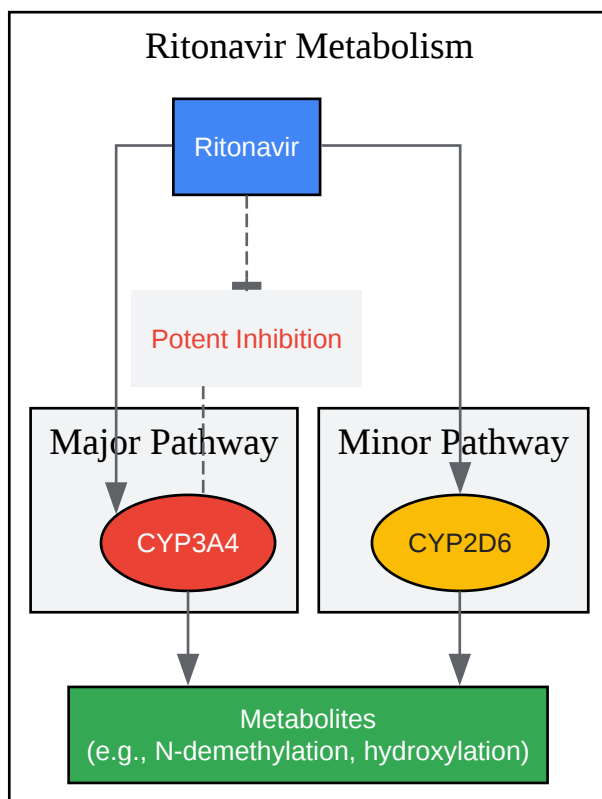 Ritonavir Metabolism
Ritonavir
Potent Inhibition
Major Pathway
Minor Pathway
CYP3A4
CYP2D6
Metabolites
(e.g., N-demethylation, hydroxylation)